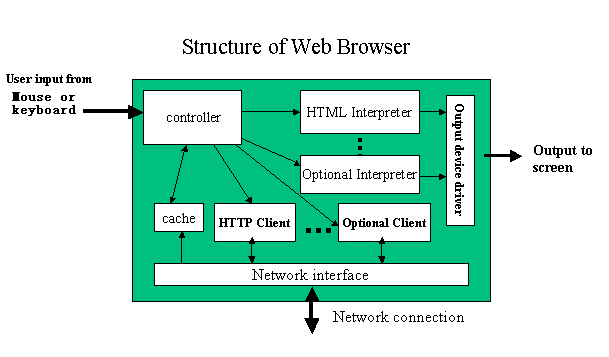 Structure of Web Browser
User input from
Mouse or
keyboard
controller
HTML Interpreter
Optional Interpreter
Output device driver
Output to
screen
cache
HTTP Client
Optional Client
Network interface
Network connection